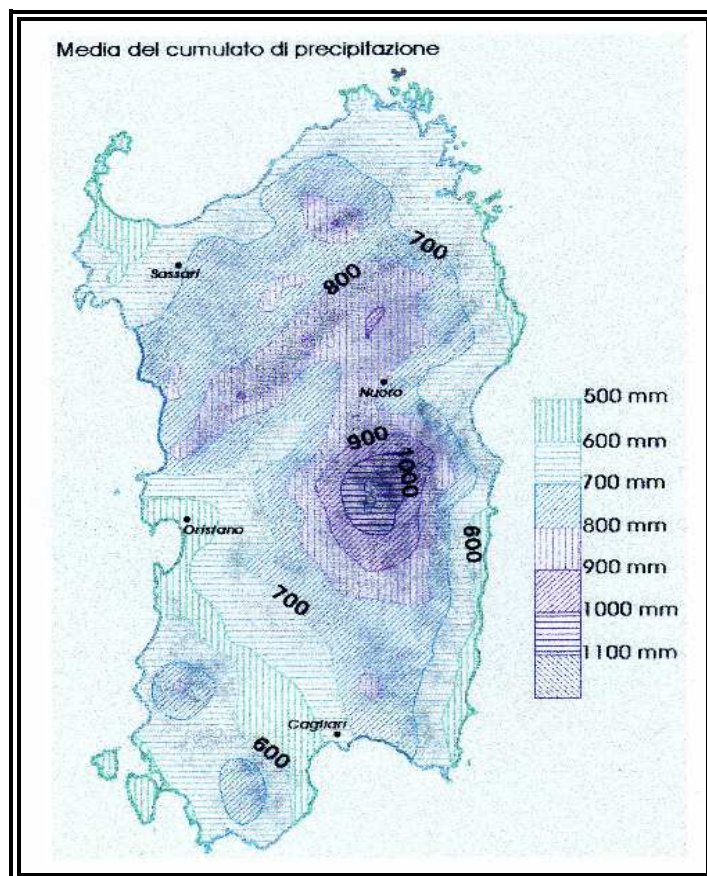 Media del cumulato di precipitazione
700
Sassari
800
Nuoro
500 mm
900
600 mm
1000
700 mm
Oristano
800 mm
600
900 mm
700
1000 mm
1100 mm
Cagliari
600